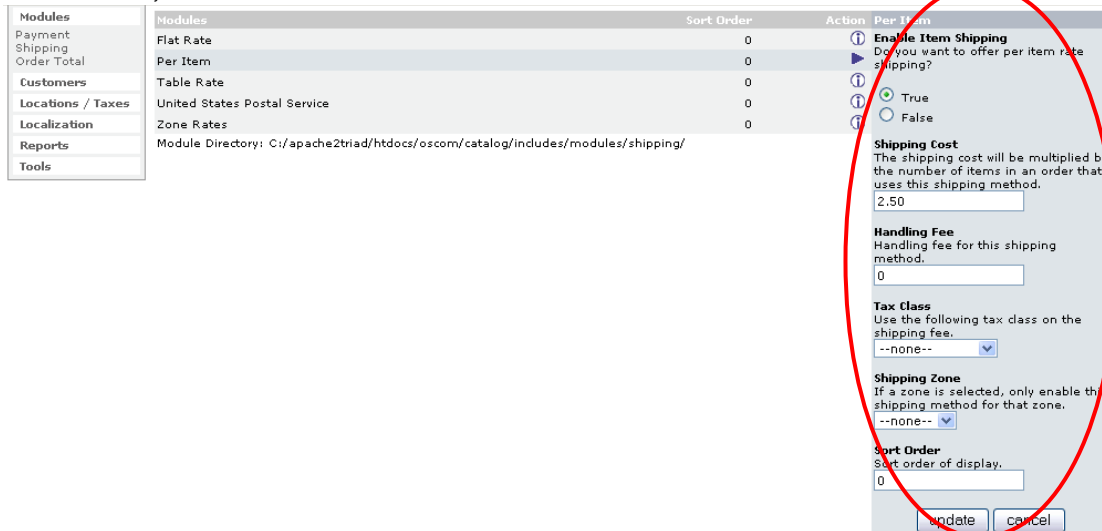 Modules
Payment
Shipping
Order Total
Customers
Locations / Taxes
Localization
Reports
Tools
Modules Sort Order Action
Flat Rate 0
Per Item 0
Table Rate 0
United States Postal Service 0
Zone Rates 0
Module Directory: C:/apache2triad/htdocs/oscom/catalog/includes/modules/shipping/
Per Item
Enable Item Shipping
Do you want to offer per item rate
shipping?
True
False
Shipping Cost
The shipping cost will be multiplied b
the number of items in an order that
uses this shipping method.
2.50
Handling Fee
Handling fee for this shipping
method.
0
Tax Class
Use the following tax class on the
shipping fee.
--none--
Shipping Zone
If a zone is selected, only enable thi
shipping method for that zone.
--none--
Sort Order
Sort order of display.
0
update cancel